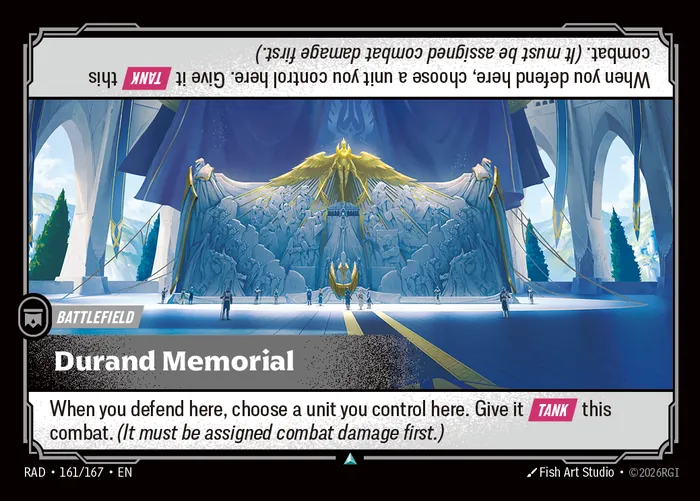 When you defend here, choose a unit you control here. Give it TANK this
combat. (It must be assigned combat damage first.)
BATTLEFIELD
Durand Memorial
When you defend here, choose a unit you control here. Give it TANK this
combat. (It must be assigned combat damage first.)
RAD • 161/167 • EN
Fish Art Studio • ©2026RGI